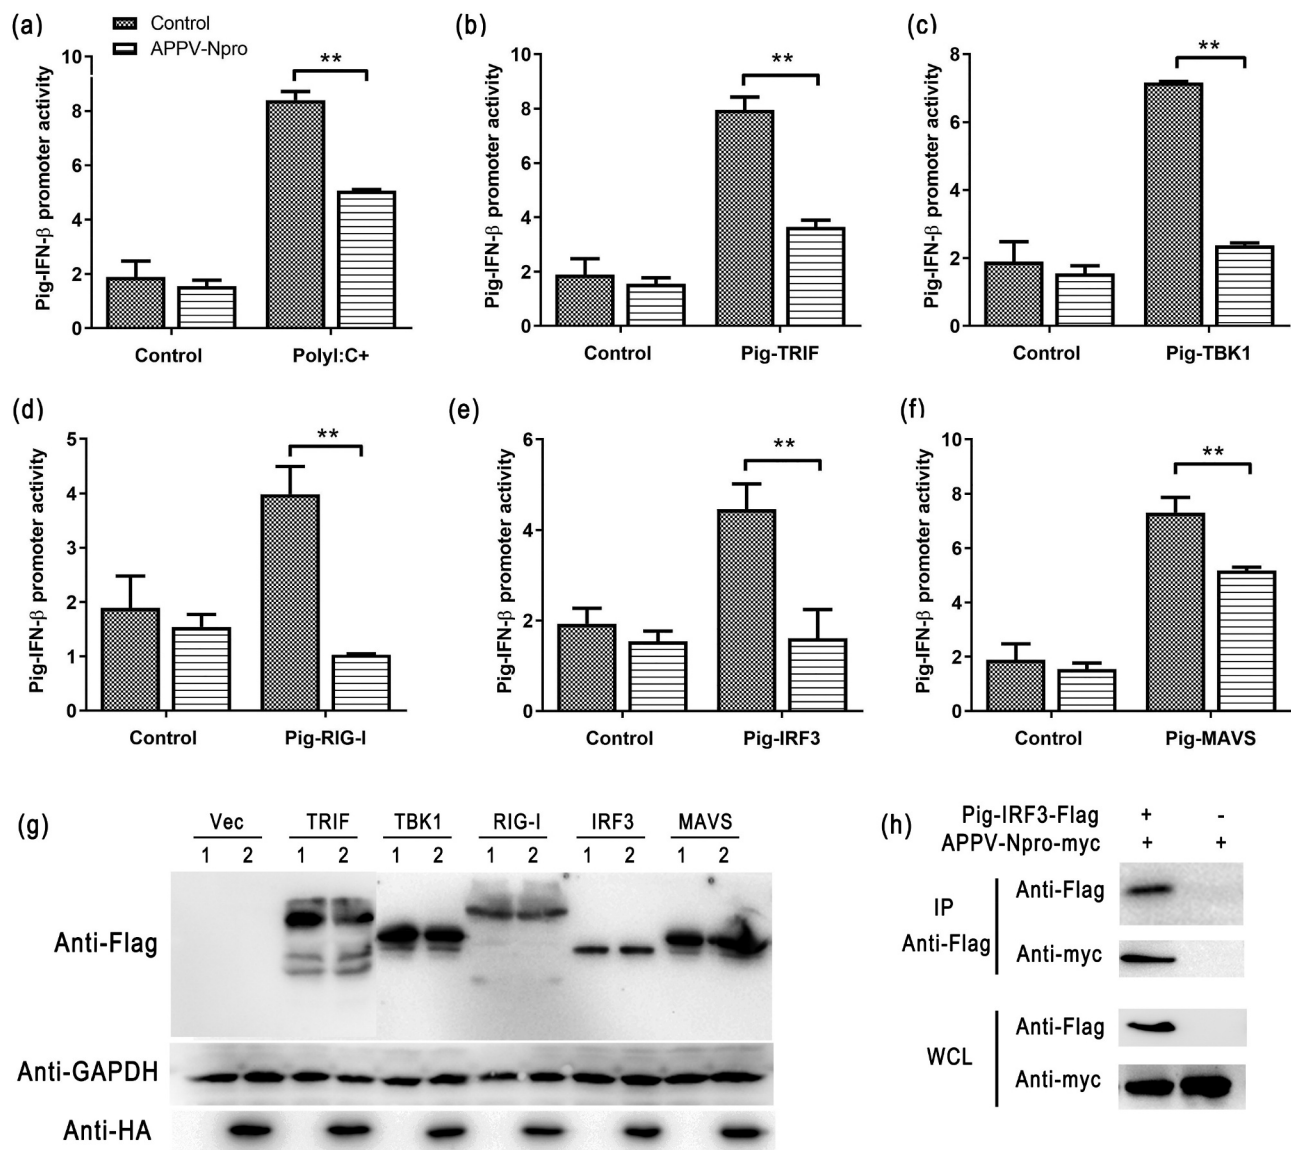 (a)
Control
APPV-Npro
**
Pig-IFN-β promoter activity
10
8
6
4
2
0
Control PolyI:C+
(b)
**
Pig-IFN-β promoter activity
10
8
6
4
2
0
Control Pig-TRIF
(c)
**
Pig-IFN-β promoter activity
8
6
4
2
0
Control Pig-TBK1
(d)
**
Pig-IFN-β promoter activity
5
4
3
2
1
0
Control Pig-RIG-I
(e)
**
Pig-IFN-β promoter activity
6
4
2
0
Control Pig-IRF3
(f)
**
Pig-IFN-β promoter activity
10
8
6
4
2
0
Control Pig-MAVS
(g)
Vec TRIF TBK1 RIG-I IRF3 MAVS
1 2 1 2 1 2 1 2 1 2 1 2
Anti-Flag
Anti-GAPDH
Anti-HA
(h)
Pig-IRF3-Flag + -
APPV-Npro-myc + +
IP
Anti-Flag
Anti-Flag
Anti-myc
WCL
Anti-Flag
Anti-myc